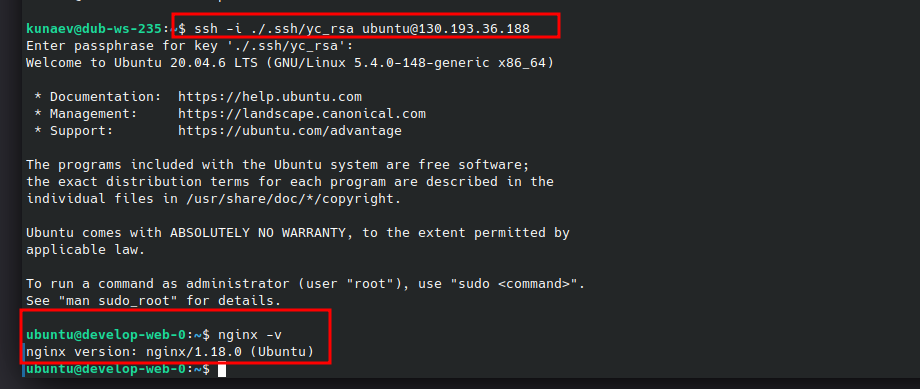 kunaev@dub-ws-235:~$ ssh -i ./.ssh/yc_rsa ubuntu@130.193.36.188
Enter passphrase for key './.ssh/yc_rsa':
Welcome to Ubuntu 20.04.6 LTS (GNU/Linux 5.4.0-148-generic x86_64)

 * Documentation:  https://help.ubuntu.com
 * Management:     https://landscape.canonical.com
 * Support:        https://ubuntu.com/advantage

The programs included with the Ubuntu system are free software;
the exact distribution terms for each program are described in the
individual files in /usr/share/doc/*/copyright.

Ubuntu comes with ABSOLUTELY NO WARRANTY, to the extent permitted by
applicable law.

To run a command as administrator (user "root"), use "sudo <command>".
See "man sudo_root" for details.

ubuntu@develop-web-0:~$ nginx -v
nginx version: nginx/1.18.0 (Ubuntu)
ubuntu@develop-web-0:~$